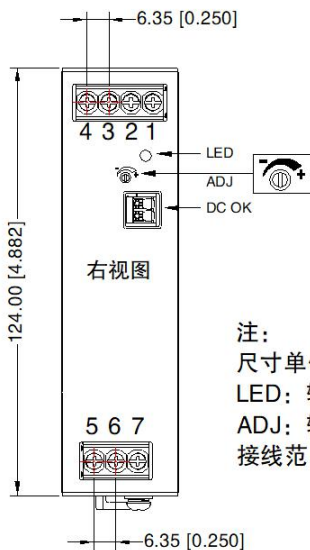 6.35 [0.250]
4 3 2 1
LED
ADJ
- +
DC OK
124.00 [4.882]
右视图
注:
尺寸单
LED: 
ADJ: 
接线范
5 6 7
6.35 [0.250]